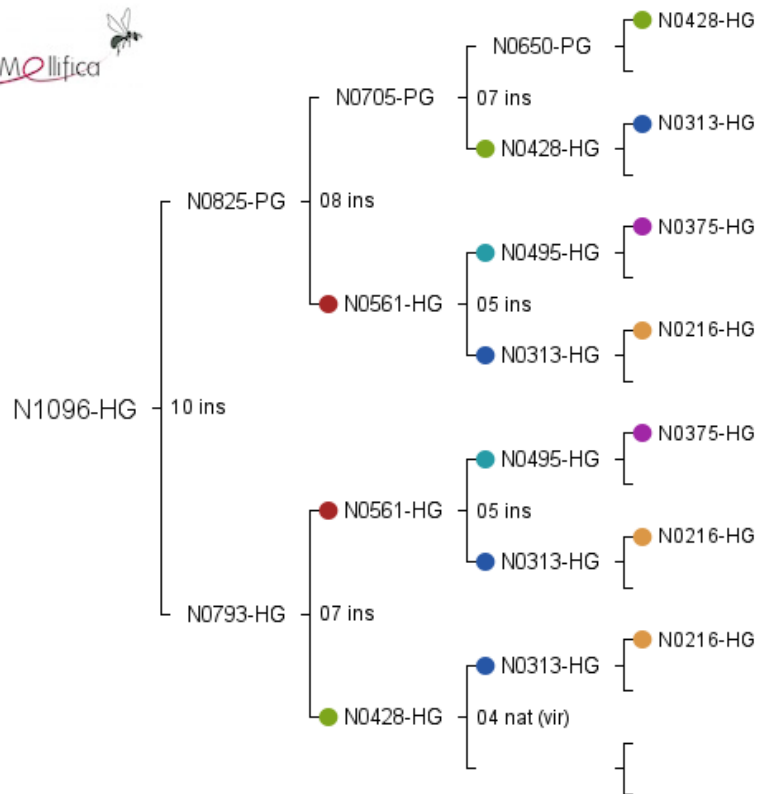 Mellifica
N0428-HG
N0650-PG
N0705-PG
07 ins
N0313-HG
N0428-HG
N0825-PG
08 ins
N0375-HG
N0495-HG
N0561-HG
05 ins
N0216-HG
N0313-HG
N1096-HG
10 ins
N0375-HG
N0495-HG
N0561-HG
05 ins
N0216-HG
N0313-HG
N0793-HG
07 ins
N0216-HG
N0313-HG
N0428-HG
04 nat (vir)